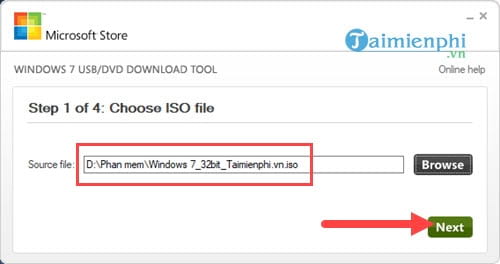 Microsoft Store
Taimienphi
.vn
WINDOWS 7 USB/DVD DOWNLOAD TOOL
Online help
Step 1 of 4: Choose ISO file
Source file:
D:\Phan mem\Windows 7_32bit_Taimienphi.vn.iso
Browse
Next